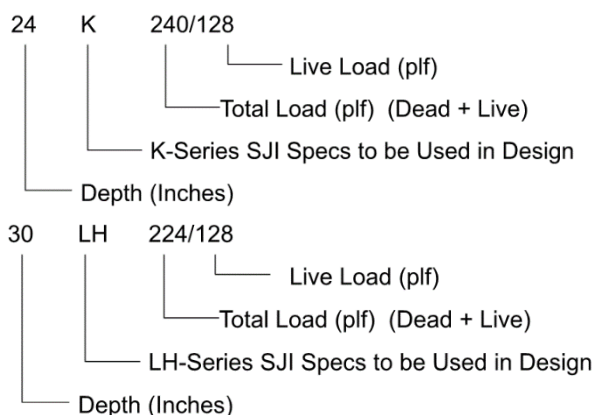 24 K 240/128
Live Load (plf)
Total Load (plf) (Dead + Live)
K-Series SJI Specs to be Used in Design
Depth (Inches)
30 LH 224/128
Live Load (plf)
Total Load (plf) (Dead + Live)
LH-Series SJI Specs to be Used in Design
Depth (Inches)